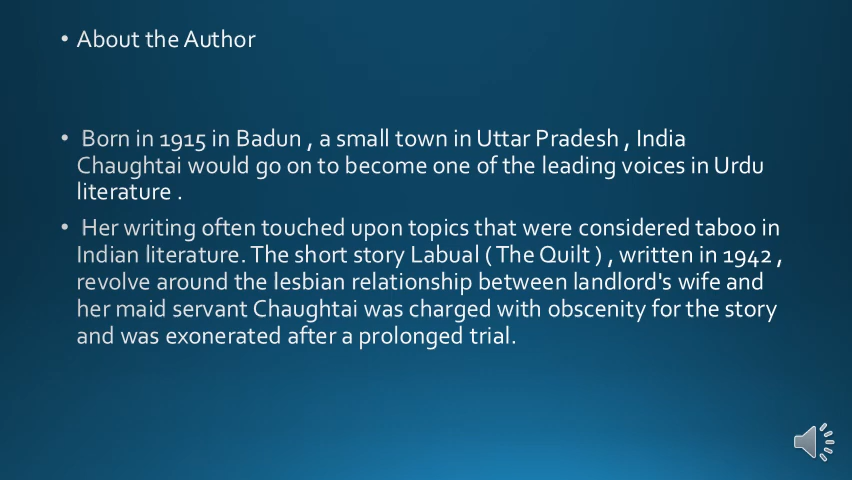 • About the Author
• Born in 1915 in Badun , a small town in Uttar Pradesh , India
Chaughtai would go on to become one of the leading voices in Urdu
literature .
• Her writing often touched upon topics that were considered taboo in
Indian literature. The short story Labual ( The Quilt ) , written in 1942 ,
revolve around the lesbian relationship between landlord's wife and
her maid servant Chaughtai was charged with obscenity for the story
and was exonerated after a prolonged trial.